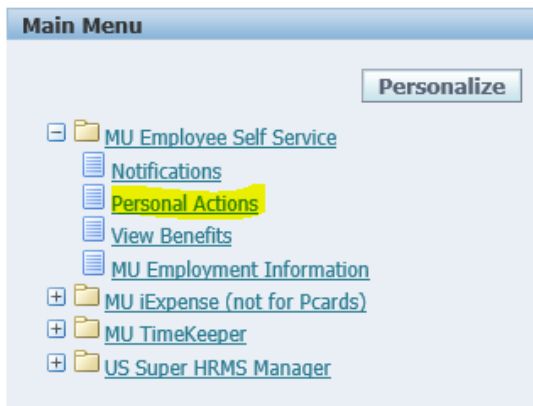 Main Menu
Personalize
MU Employee Self Service
Notifications
Personal Actions
View Benefits
MU Employment Information
MU iExpense (not for Pcards)
MU TimeKeeper
US Super HRMS Manager